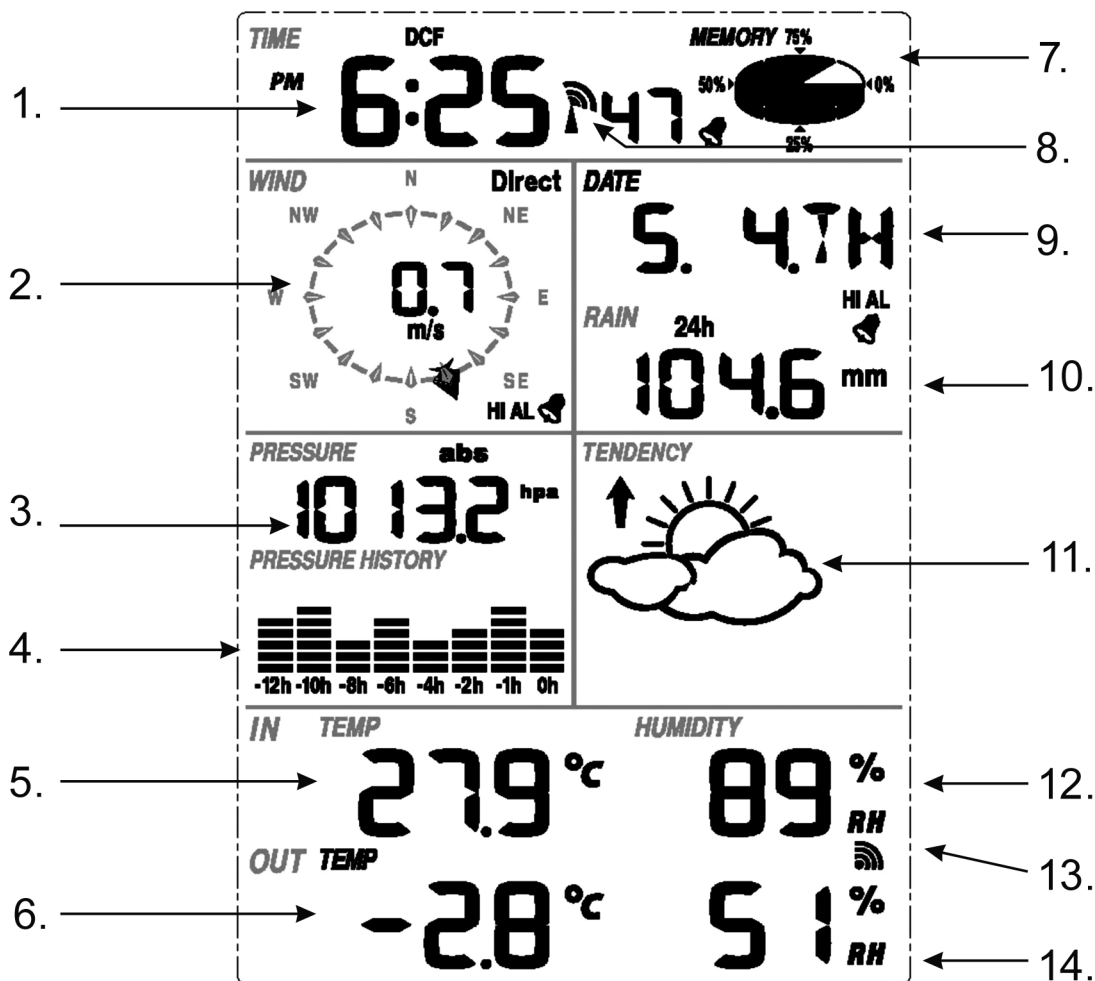 TIME DCF MEMORY 75%
7.
PM 6:25 47 50% 0%
1.
25%
8.
WIND N Direct DATE
NW NE
5. 4. TH
9.
2.
W 0.7 E
m/s
HI AL
RAIN 24h
SW SE
104.6 mm
10.
S HI AL
PRESSURE abs TENDENCY
3.
1013.2 hpa
PRESSURE HISTORY
11.
4.
-12h -10h -8h -6h -4h -2h -1h 0h
IN TEMP HUMIDITY
5.
27.9 °C 89 %
12.
RH
OUT TEMP
13.
6.
-2.8 °C 51 %
RH
14.